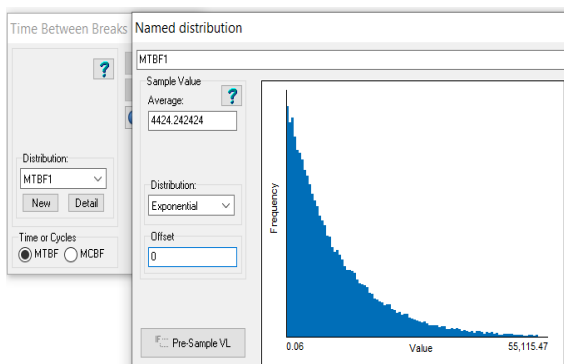 Time Between Breaks
Named distribution
MTBF1
Sample Value
Average:
?
4424.242424
Distribution:
Exponential
Offset
0
Pre-Sample VL
?
Distribution:
MTBF1
New
Detail
Time or Cycles
MTBF
MCBF
Frequency
0.06
Value
55,115.47